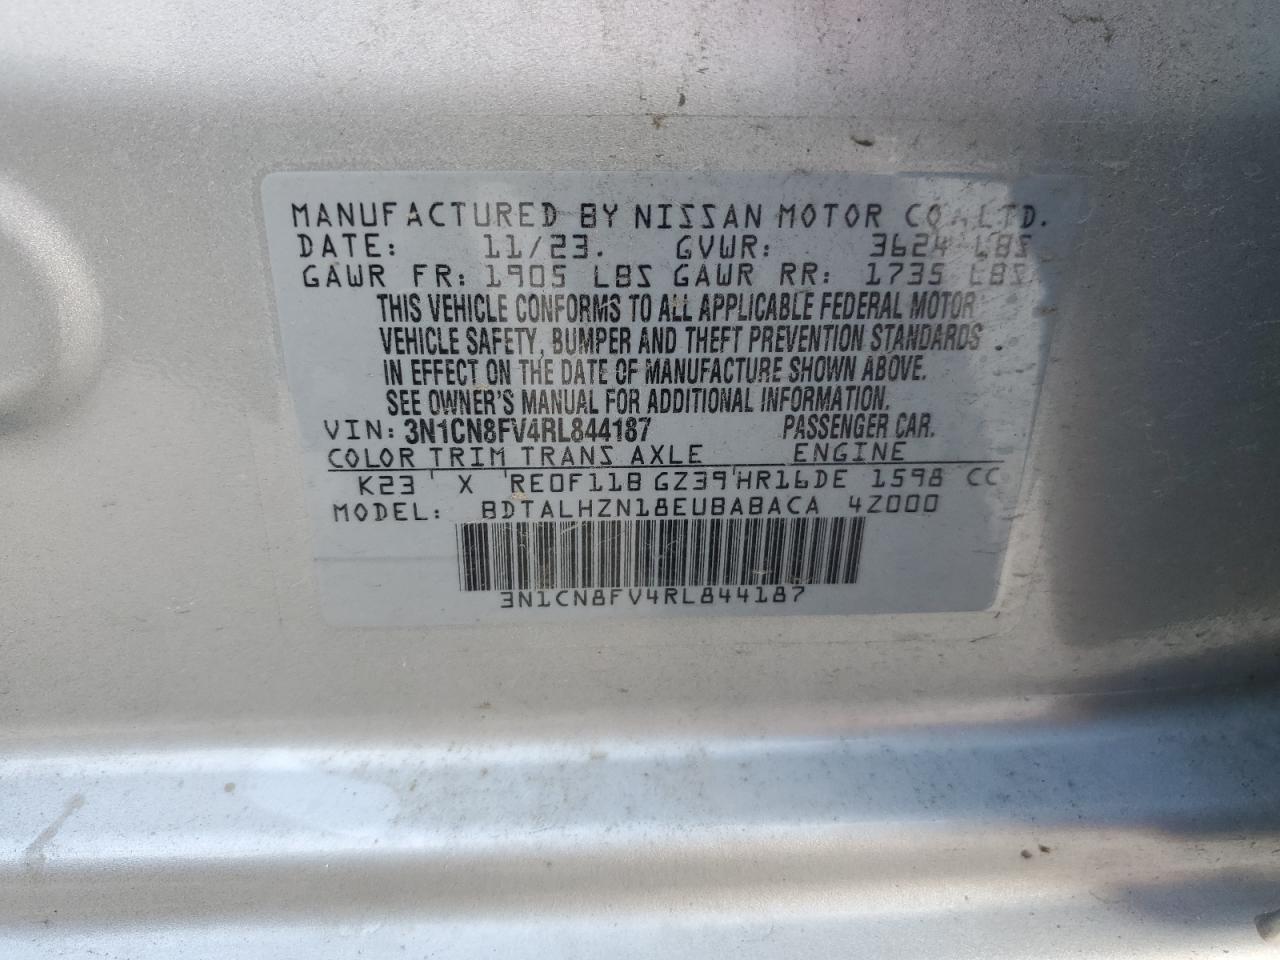 MANUFACTURED BY NISSAN MOTOR CO., LTD.
DATE: 11/23. GVWR: 3624 LBS
GAWR FR: 1905 LBS GAWR RR: 1735 LBS
THIS VEHICLE CONFORMS TO ALL APPLICABLE FEDERAL MOTOR
VEHICLE SAFETY, BUMPER AND THEFT PREVENTION STANDARDS
IN EFFECT ON THE DATE OF MANUFACTURE SHOWN ABOVE.
SEE OWNER'S MANUAL FOR ADDITIONAL INFORMATION.
VIN: 3N1CN8FV4RL844187 PASSENGER CAR.
COLOR TRIM TRANS AXLE ENGINE
K23 X RE0F11B GZ39 HR16DE 1598 CC
MODEL: BDTALHZN18EUBABACA 4Z000
3N1CN8FV4RL844187